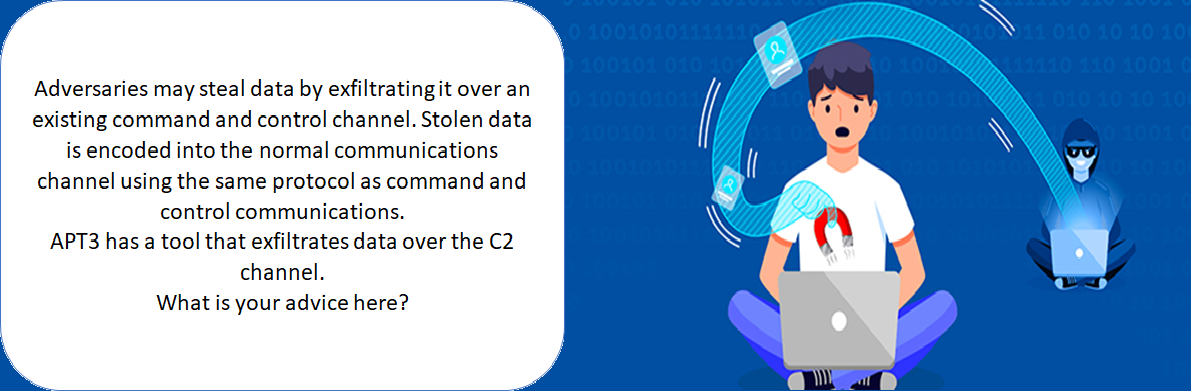 Adversaries may steal data by exfiltrating it over an
existing command and control channel. Stolen data
is encoded into the normal communications
channel using the same protocol as command and
control communications.
APT3 has a tool that exfiltrates data over the C2
channel.
What is your advice here?